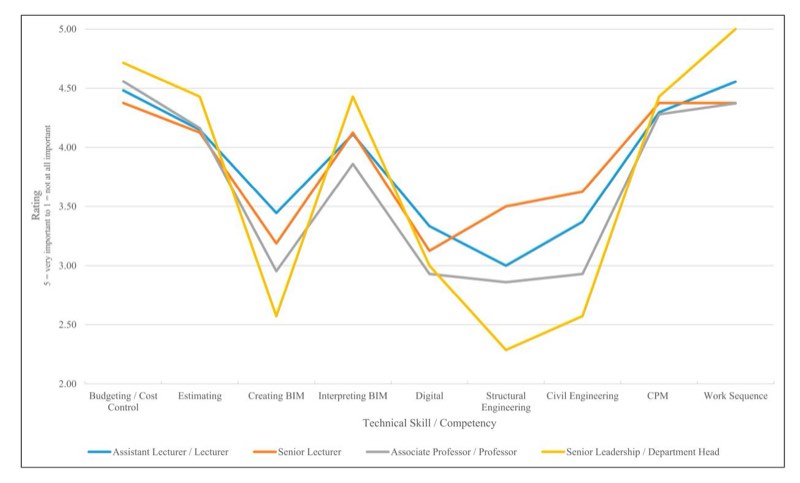 5.00
4.50
4.00
3.50
3.00
2.50
2.00
Rating
5 = very important to 1 = not at all important
Budgeting / Cost
Control
Estimating
Creating BIM
Interpreting BIM
Digital
Structural
Engineering
Civil Engineering
CPM
Work Sequence
Technical Skill / Competency
Assistant Lecturer / Lecturer
Senior Lecturer
Associate Professor / Professor
Senior Leadership / Department Head